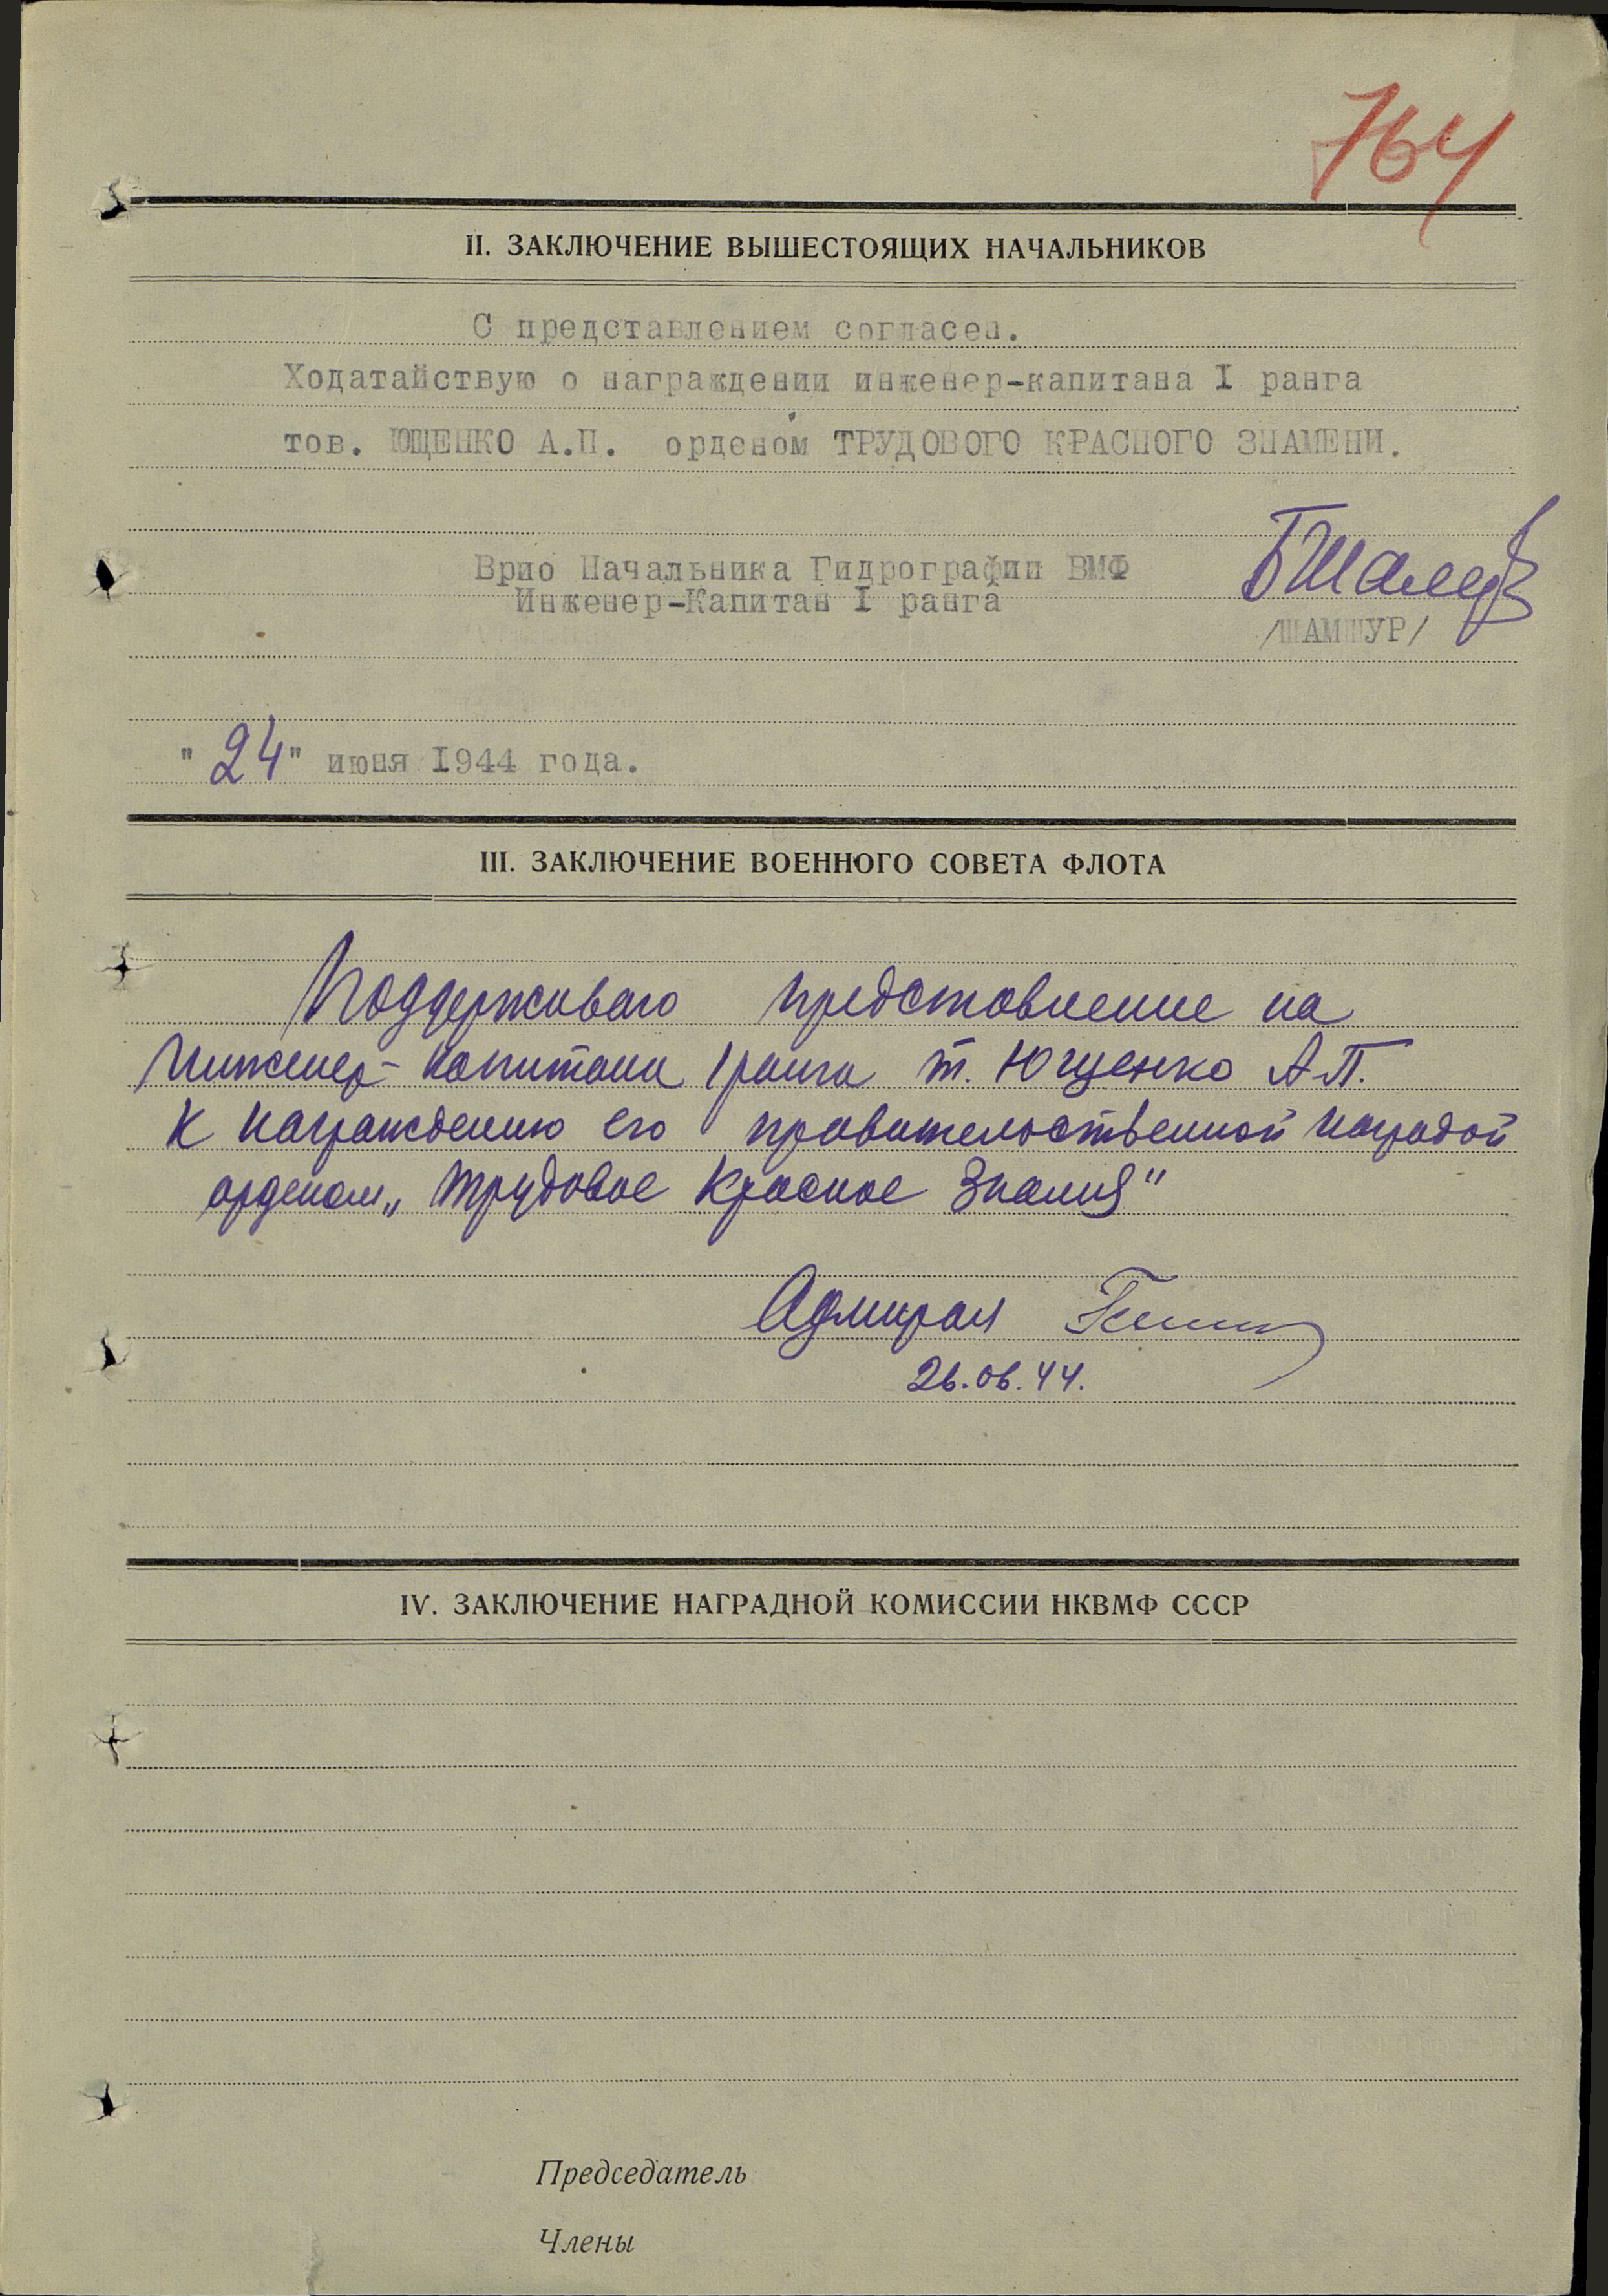 764
II. ЗАКЛЮЧЕНИЕ ВЫШЕСТОЯЩИХ НАЧАЛЬНИКОВ
С представлением согласен.
Ходатайствую о награждении инженер-капитана I ранга
тов. ЮЩЕНКО А.П. орденом ТРУДОВОГО КРАСНОГО ЗНАМЕНИ.
Врио Начальника Гидрографии ВМФ
Инженер-Капитан I ранга
/ШАМШУР/
"24" июня 1944 года.
III. ЗАКЛЮЧЕНИЕ ВОЕННОГО СОВЕТА ФЛОТА
Поддерживаю представление на
Инженер-капитана I ранга т. Ющенко А.П.
к награждению его правительственной наградой
орденом „Трудовое Красное Знамя"
Адмирал
26.06.44.
IV. ЗАКЛЮЧЕНИЕ НАГРАДНОЙ КОМИССИИ НКВМФ СССР
Председатель
Члены